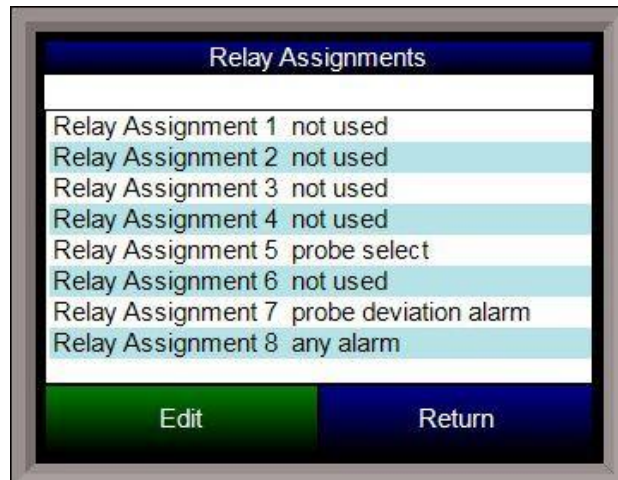 Relay Assignments
Relay Assignment 1 not used
Relay Assignment 2 not used
Relay Assignment 3 not used
Relay Assignment 4 not used
Relay Assignment 5 probe select
Relay Assignment 6 not used
Relay Assignment 7 probe deviation alarm
Relay Assignment 8 any alarm
Edit Return